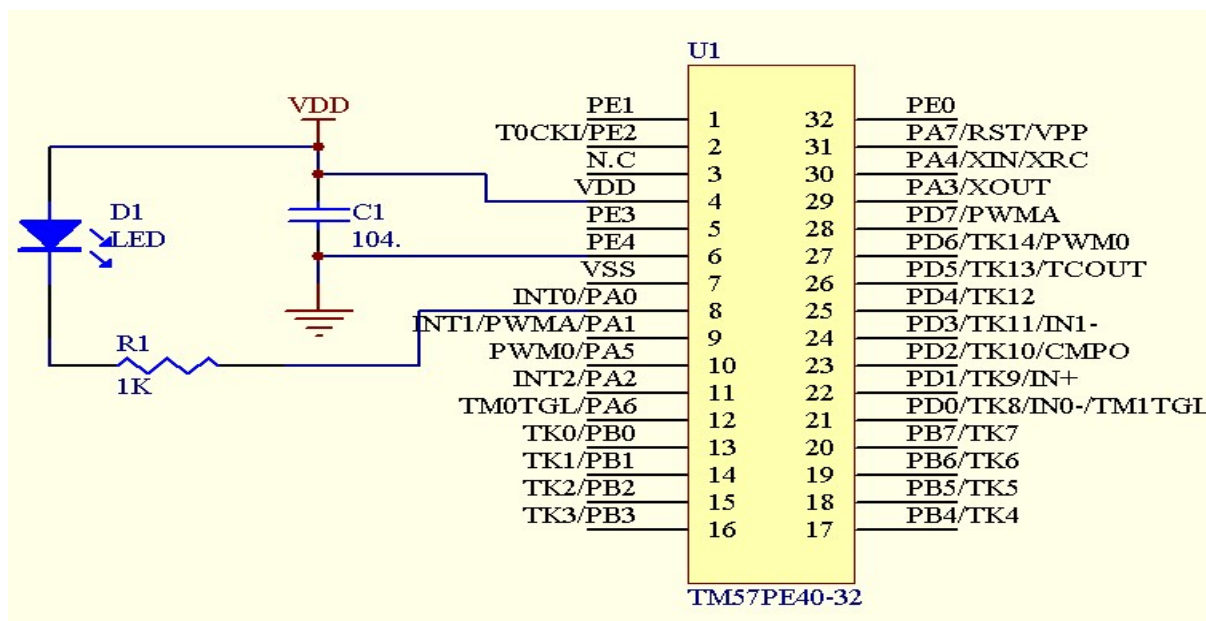 U1
VDD
D1
LED
C1
104.
R1
1K
PE1 1 32 PE0
T0CKI/PE2 2 31 PA7/RST/VPP
N.C 3 30 PA4/XIN/XRC
VDD 4 29 PA3/XOUT
PE3 5 28 PD7/PWMA
PE4 6 27 PD6/TK14/PWM0
VSS 7 26 PD5/TK13/TCOUT
INT0/PA0 8 25 PD4/TK12
INT1/PWMA/PA1 9 24 PD3/TK11/IN1-
PWM0/PA5 10 23 PD2/TK10/CMPO
INT2/PA2 11 22 PD1/TK9/IN+
TM0TGL/PA6 12 21 PD0/TK8/IN0-/TM1TGL
TK0/PB0 13 20 PB7/TK7
TK1/PB1 14 19 PB6/TK6
TK2/PB2 15 18 PB5/TK5
TK3/PB3 16 17 PB4/TK4
TM57PE40-32